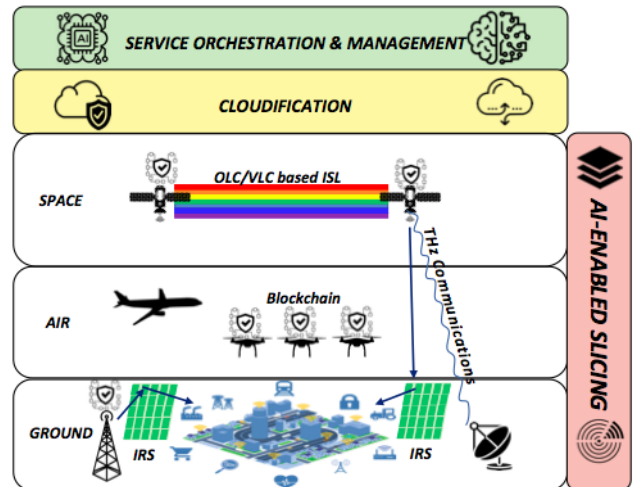 AI
SERVICE ORCHESTRATION & MANAGEMENT
CLOUDIFICATION
OLC/VLC based ISL
SPACE
THz Communications
AI-ENABLED SLICING
Blockchain
AIR
GROUND
IRS
IRS